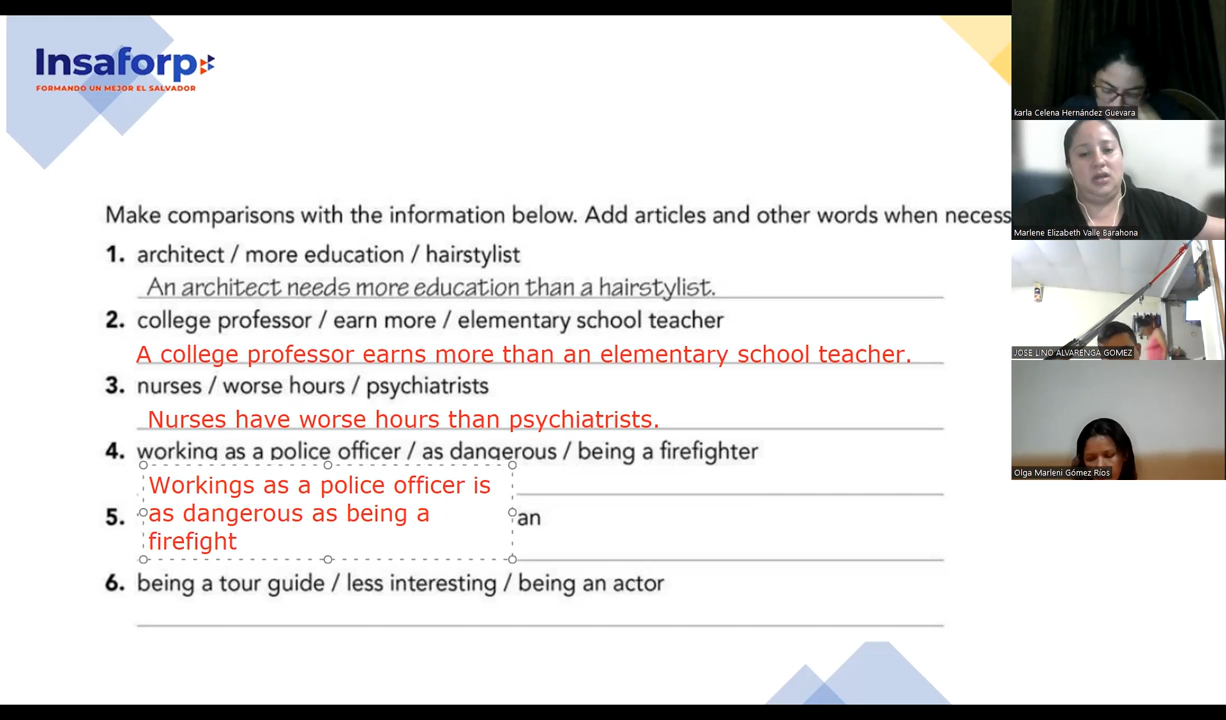 Insaforp
FORMANDO UN MEJOR EL SALVADOR
Make comparisons with the information below. Add articles and other words when necess
1. architect / more education / hairstylist
An architect needs more education than a hairstylist.
2. college professor / earn more / elementary school teacher
A college professor earns more than an elementary school teacher.
3. nurses / worse hours / psychiatrists
Nurses have worse hours than psychiatrists.
4. working as a police officer / as dangerous / being a firefighter
Workings as a police officer is
as dangerous as being a
firefight
5. an
6. being a tour guide / less interesting / being an actor
karla Celena Hernández Guevara
Marlene Elizabeth Valle Barahona
JOSE LINO ALVARENGA GOMEZ
Olga Marleni Gómez Ríos